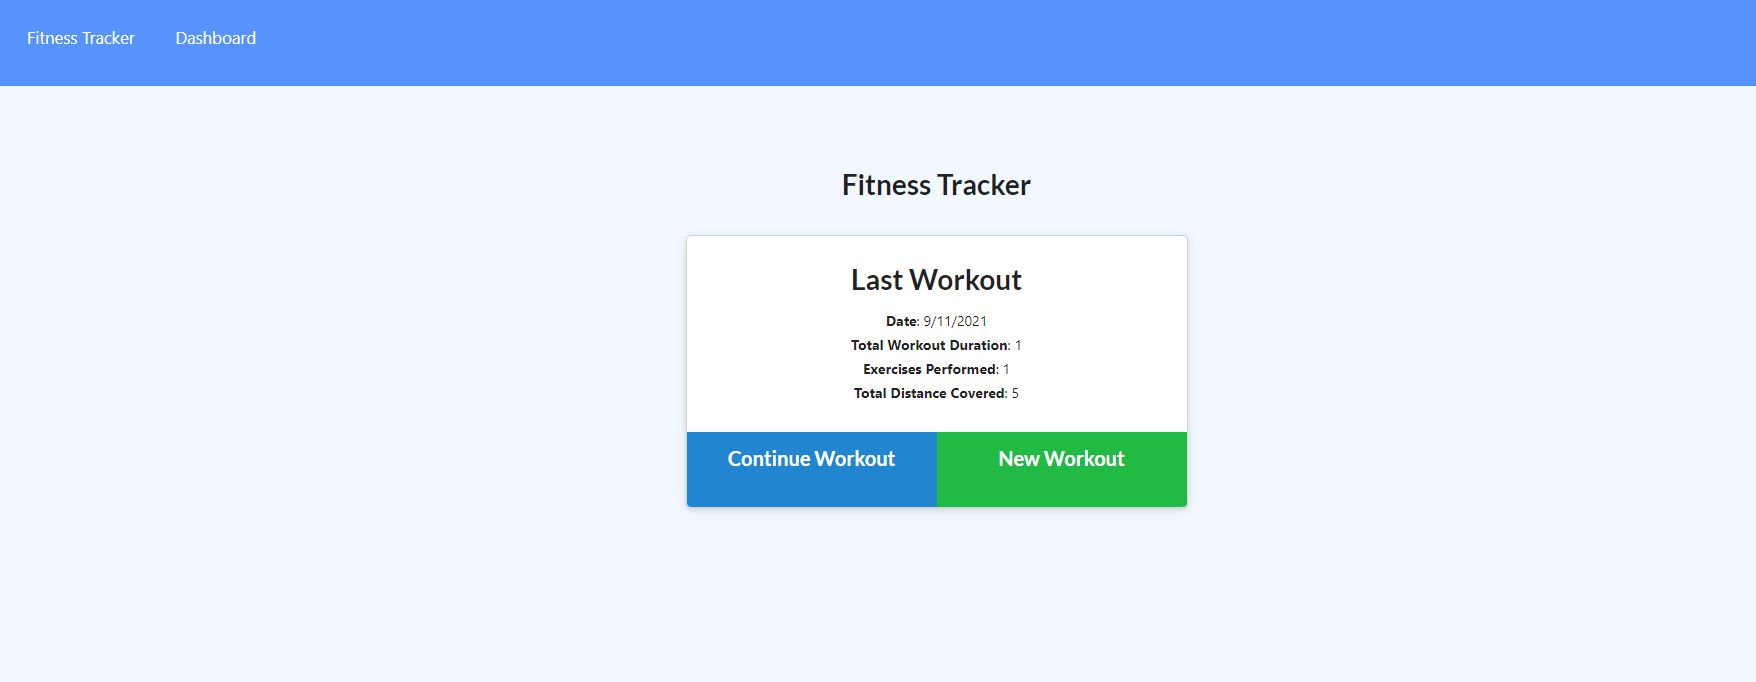 Fitness Tracker Dashboard
Fitness Tracker
Last Workout
Date: 9/11/2021
Total Workout Duration: 1
Exercises Performed: 1
Total Distance Covered: 5
Continue Workout New Workout